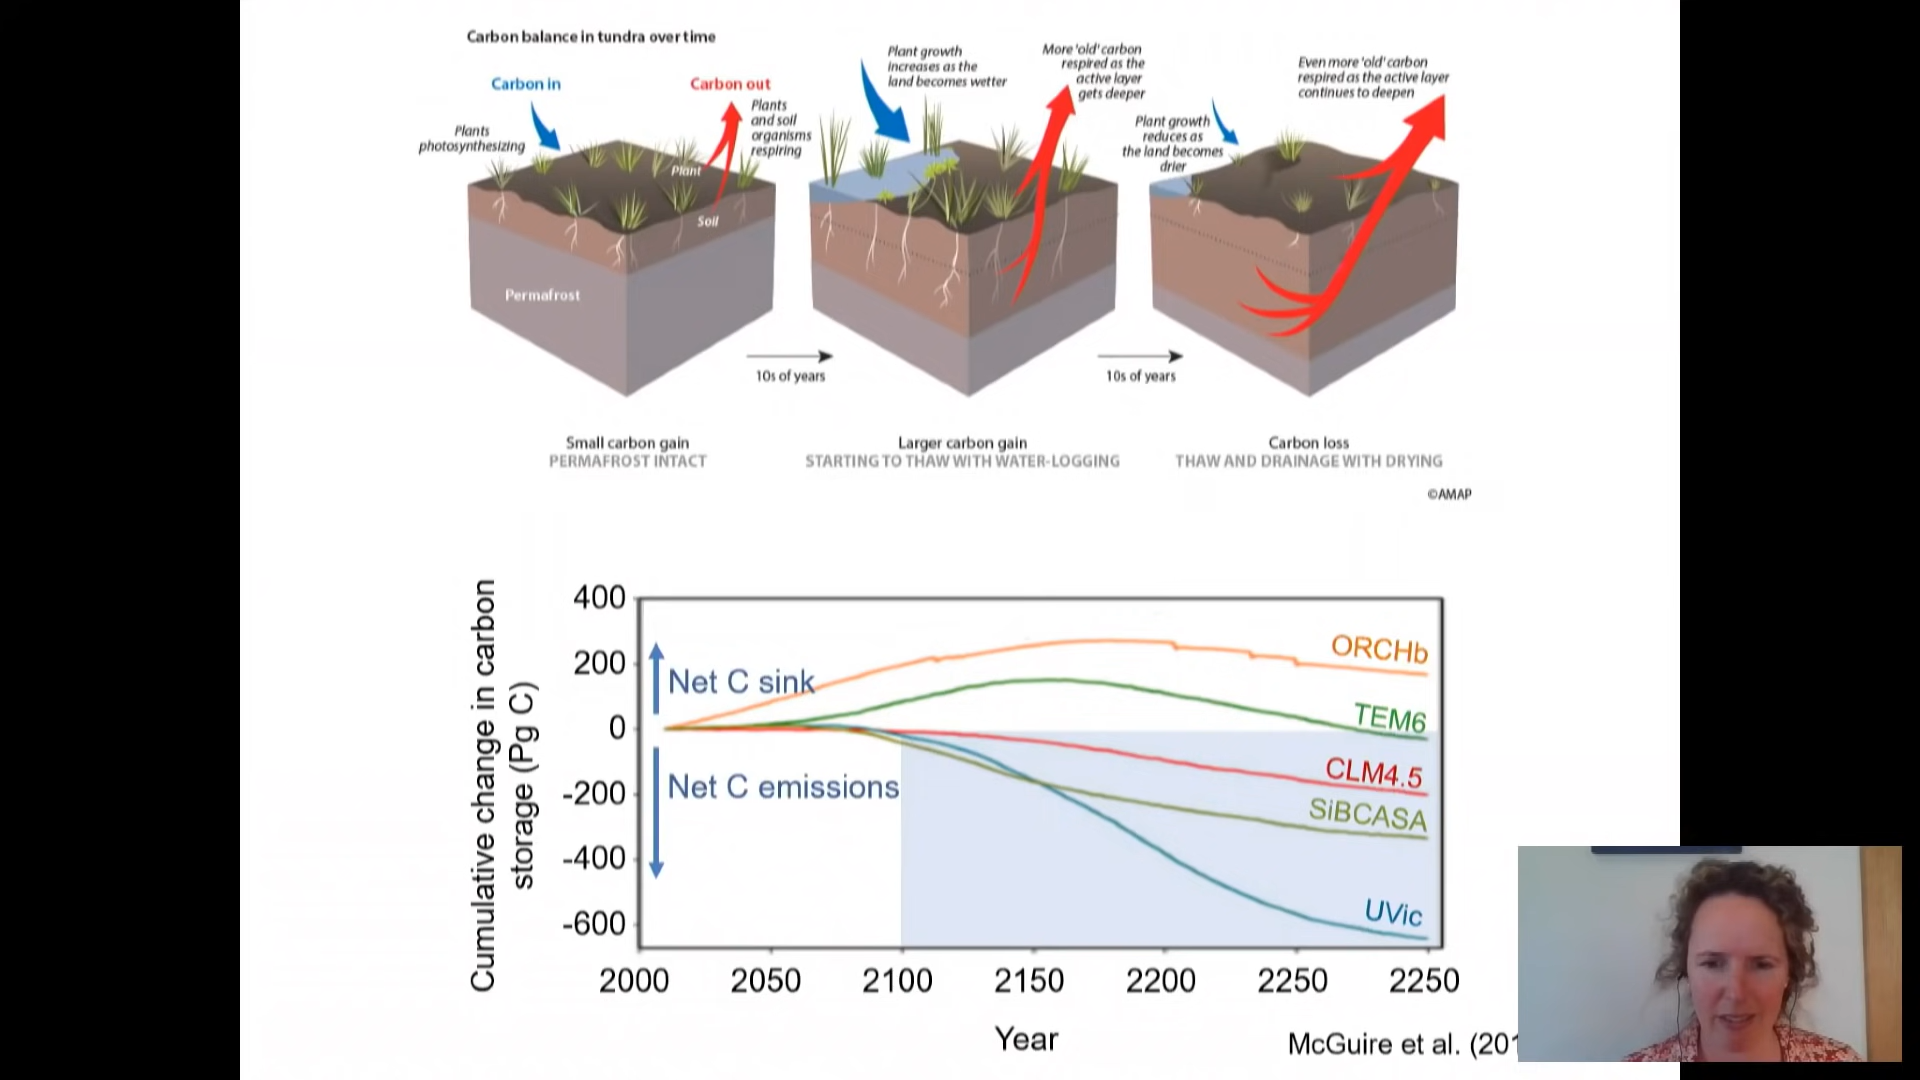 Carbon balance in tundra over time
Carbon in
Carbon out
Plants
photosynthesizing
Plants
and soil
organisms
respiring
Plant
Soil
Permafrost
Plant growth
increases as the
land becomes wetter
More 'old' carbon
respired as the
active layer
gets deeper
Plant growth
reduces as
the land becomes
drier
Even more 'old' carbon
respired as the active layer
continues to deepen
10s of years
10s of years
Small carbon gain
PERMAFROST INTACT
Larger carbon gain
STARTING TO THAW WITH WATER-LOGGING
Carbon loss
THAW AND DRAINAGE WITH DRYING
©AMAP
Cumulative change in carbon
storage (Pg C)
400
200
0
-200
-400
-600
Net C sink
Net C emissions
ORCHb
TEM6
CLM4.5
SiBCASA
UVic
2000 2050 2100 2150 2200 2250 2250
Year
McGuire et al. (201